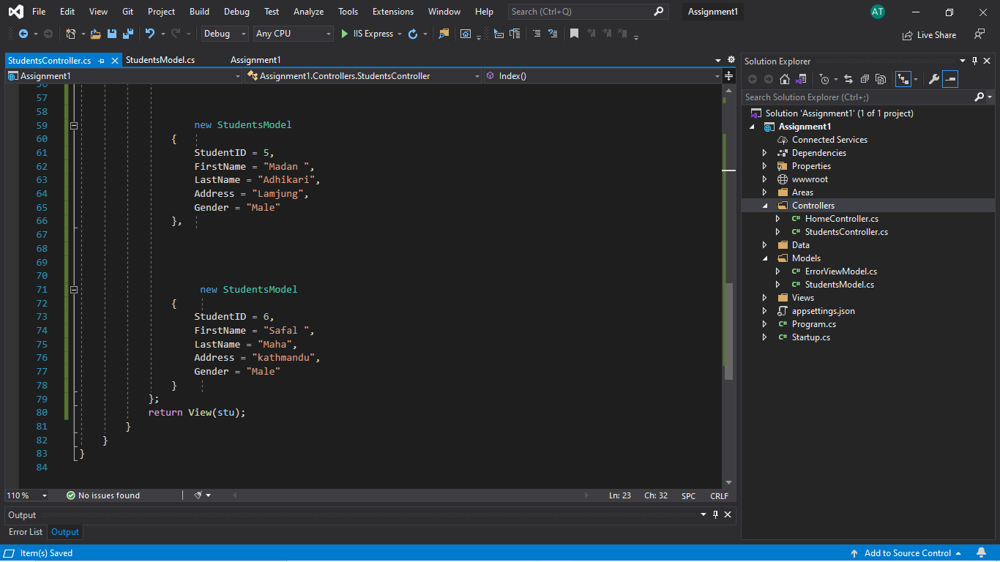 File Edit View Git Project Build Debug Test Analyze Tools Extensions Window Help Search (Ctrl+Q) Assignment1 AT
Debug Any CPU IIS Express Live Share
StudentsController.cs StudentsModel.cs Assignment1
Assignment1 Assignment1.Controllers.StudentsController Index()
56
57
58
59 new StudentsModel
60 {
61 StudentID = 5,
62 FirstName = "Madan ",
63 LastName = "Adhikari",
64 Address = "Lamjung",
65 Gender = "Male"
66 },
67
68
69
70
71 new StudentsModel
72 {
73 StudentID = 6,
74 FirstName = "Safal ",
75 LastName = "Maha",
76 Address = "kathmandu",
77 Gender = "Male"
78 }
79 };
80 return View(stu);
81 }
82 }
83 }
84
110 % No issues found Ln: 23 Ch: 32 SPC CRLF
Output
Error List Output
Solution Explorer
Search Solution Explorer (Ctrl+;)
Solution 'Assignment1' (1 of 1 project)
Assignment1
Connected Services
Dependencies
Properties
wwwroot
Areas
Controllers
C# HomeController.cs
C# StudentsController.cs
Data
Models
C# ErrorViewModel.cs
C# StudentsModel.cs
Views
appsettings.json
C# Program.cs
C# Startup.cs
Item(s) Saved Add to Source Control